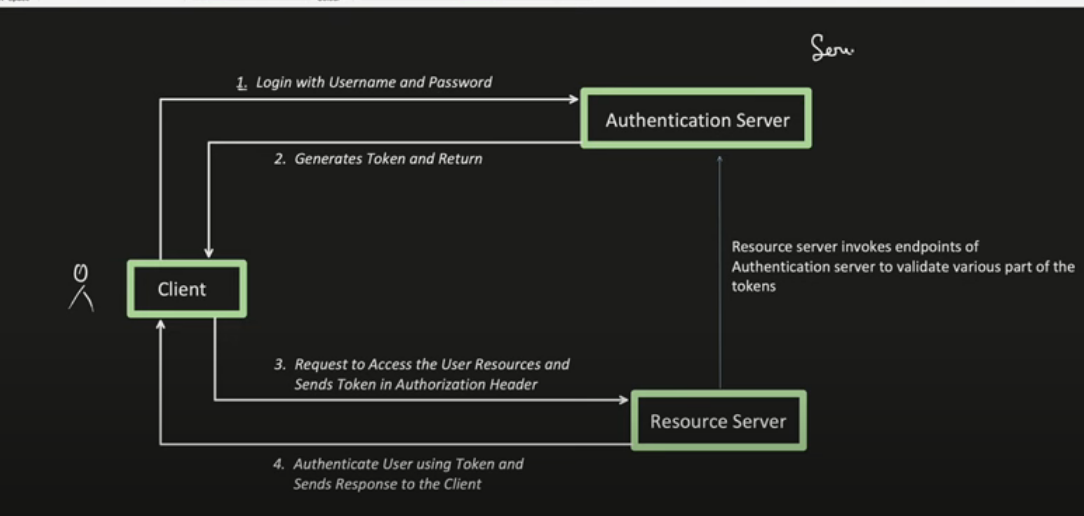 1. Login with Username and Password
Authentication Server
2. Generates Token and Return
Resource server invokes endpoints of
Authentication server to validate various part of the
tokens
Client
3. Request to Access the User Resources and
Sends Token in Authorization Header
Resource Server
4. Authenticate User using Token and
Sends Response to the Client